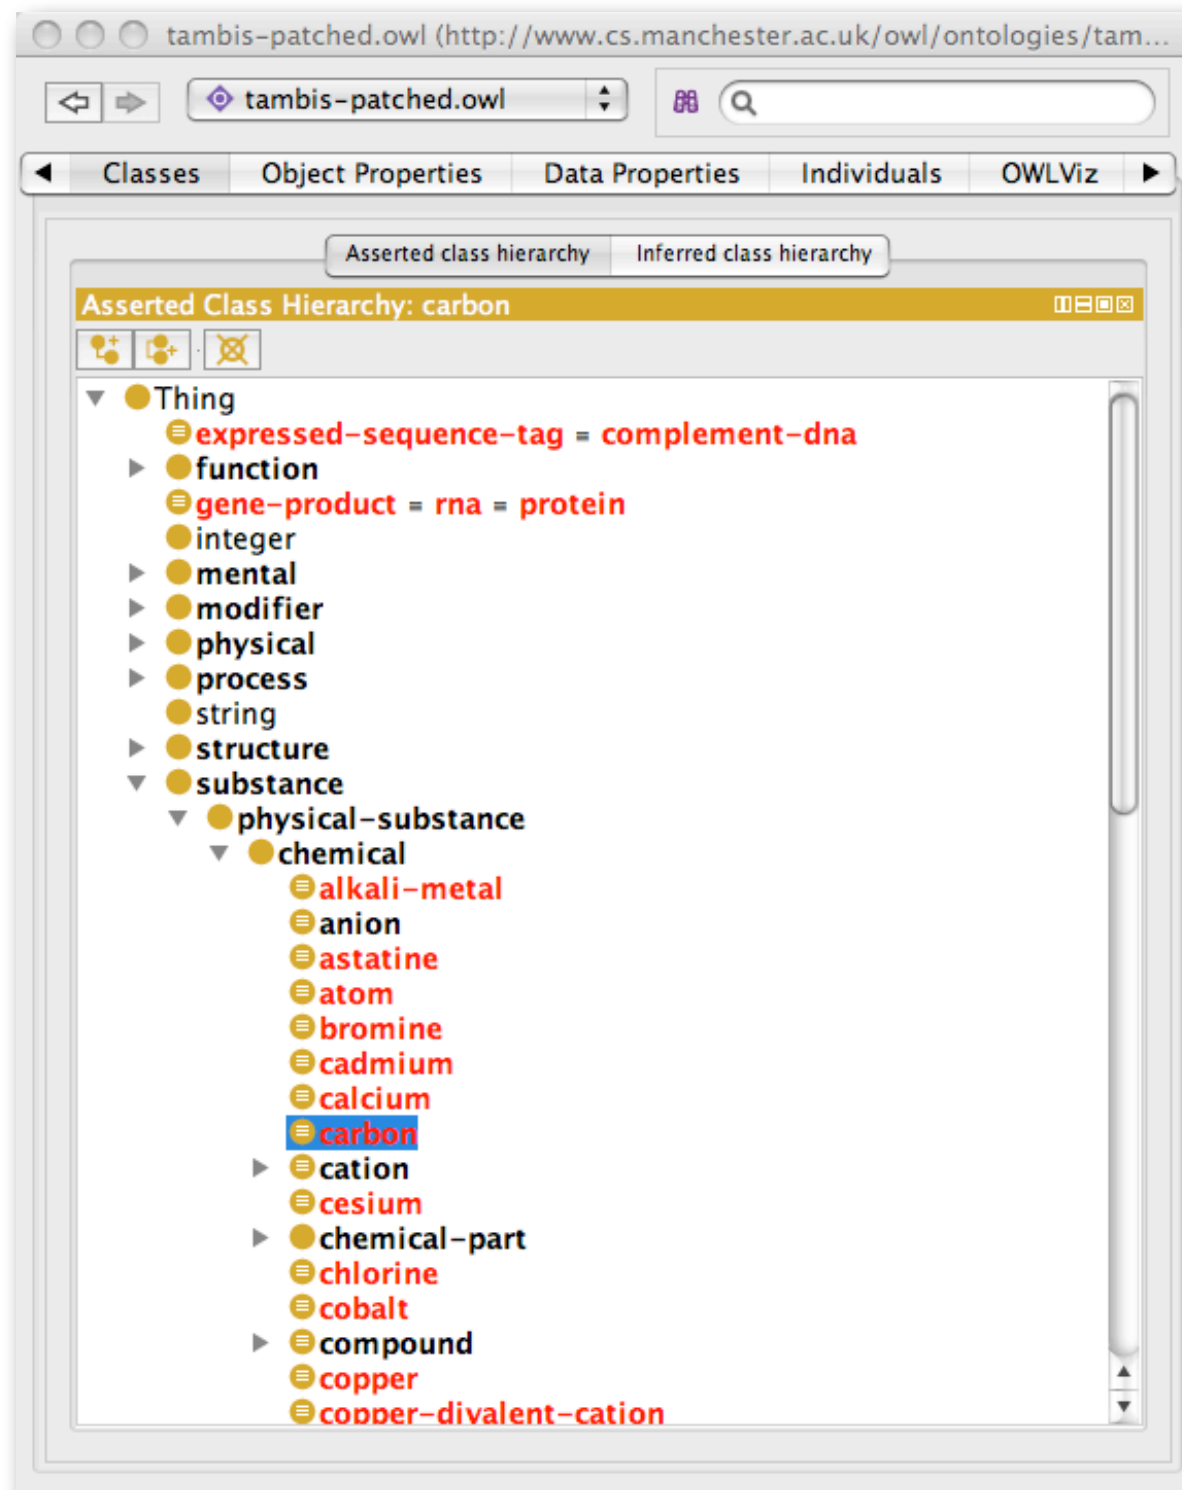 tambis-patched.owl (http://www.cs.manchester.ac.uk/owl/ontologies/tam...
tambis-patched.owl
Classes Object Properties Data Properties Individuals OWLViz
Asserted class hierarchy Inferred class hierarchy
Asserted Class Hierarchy: carbon
Thing
expressed-sequence-tag = complement-dna
function
gene-product = rna = protein
integer
mental
modifier
physical
process
string
structure
substance
physical-substance
chemical
alkali-metal
anion
astatine
atom
bromine
cadmium
calcium
carbon
cation
cesium
chemical-part
chlorine
cobalt
compound
copper
copper-divalent-cation